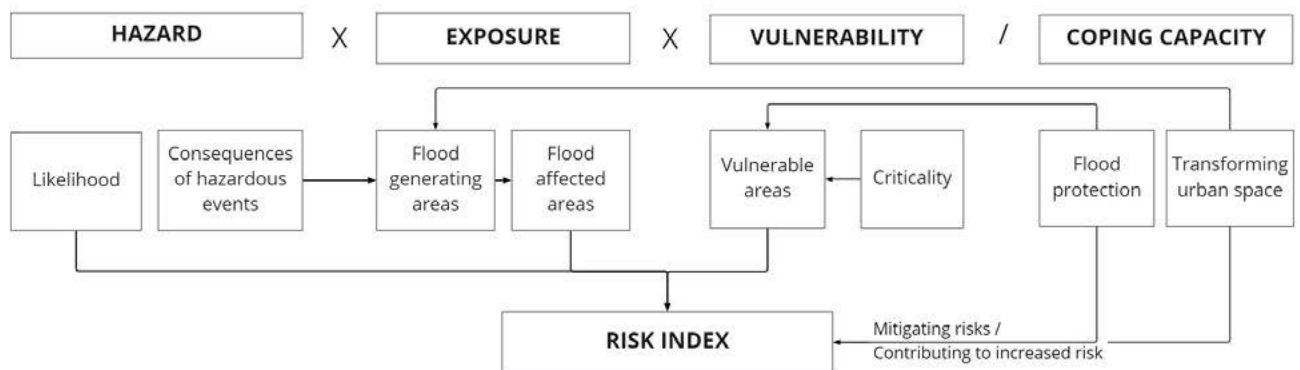 HAZARD X EXPOSURE X VULNERABILITY / COPING CAPACITY
Likelihood
Consequences
of hazardous
events
Flood
generating
areas
Flood
affected
areas
Vulnerable
areas
Criticality
Flood
protection
Transforming
urban space
RISK INDEX
Mitigating risks /
Contributing to increased risk